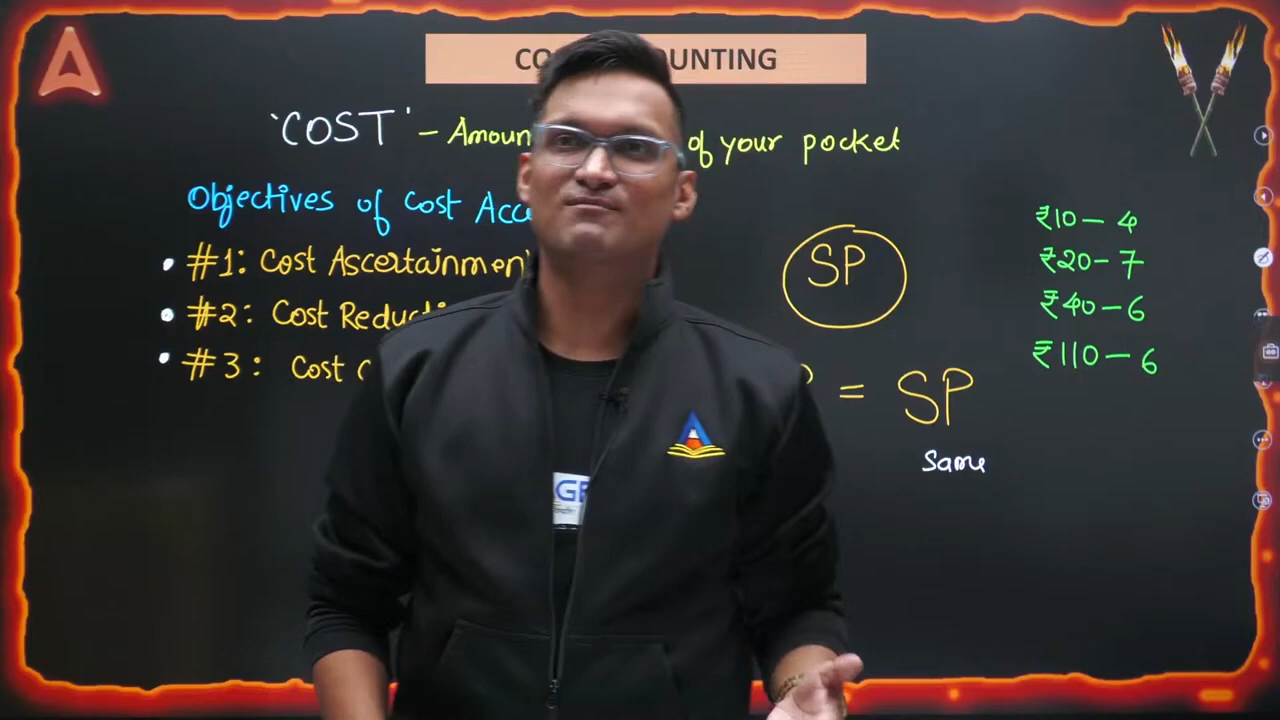 CO UNTING
'COST' – Amoun of your pocket
Objectives of Cost Acc
• #1: Cost Ascertainmen
• #2: Cost Reducti
• #3: Cost C
SP
= SP
Same
₹10 – 4
₹20 – 7
₹40 – 6
₹110 – 6